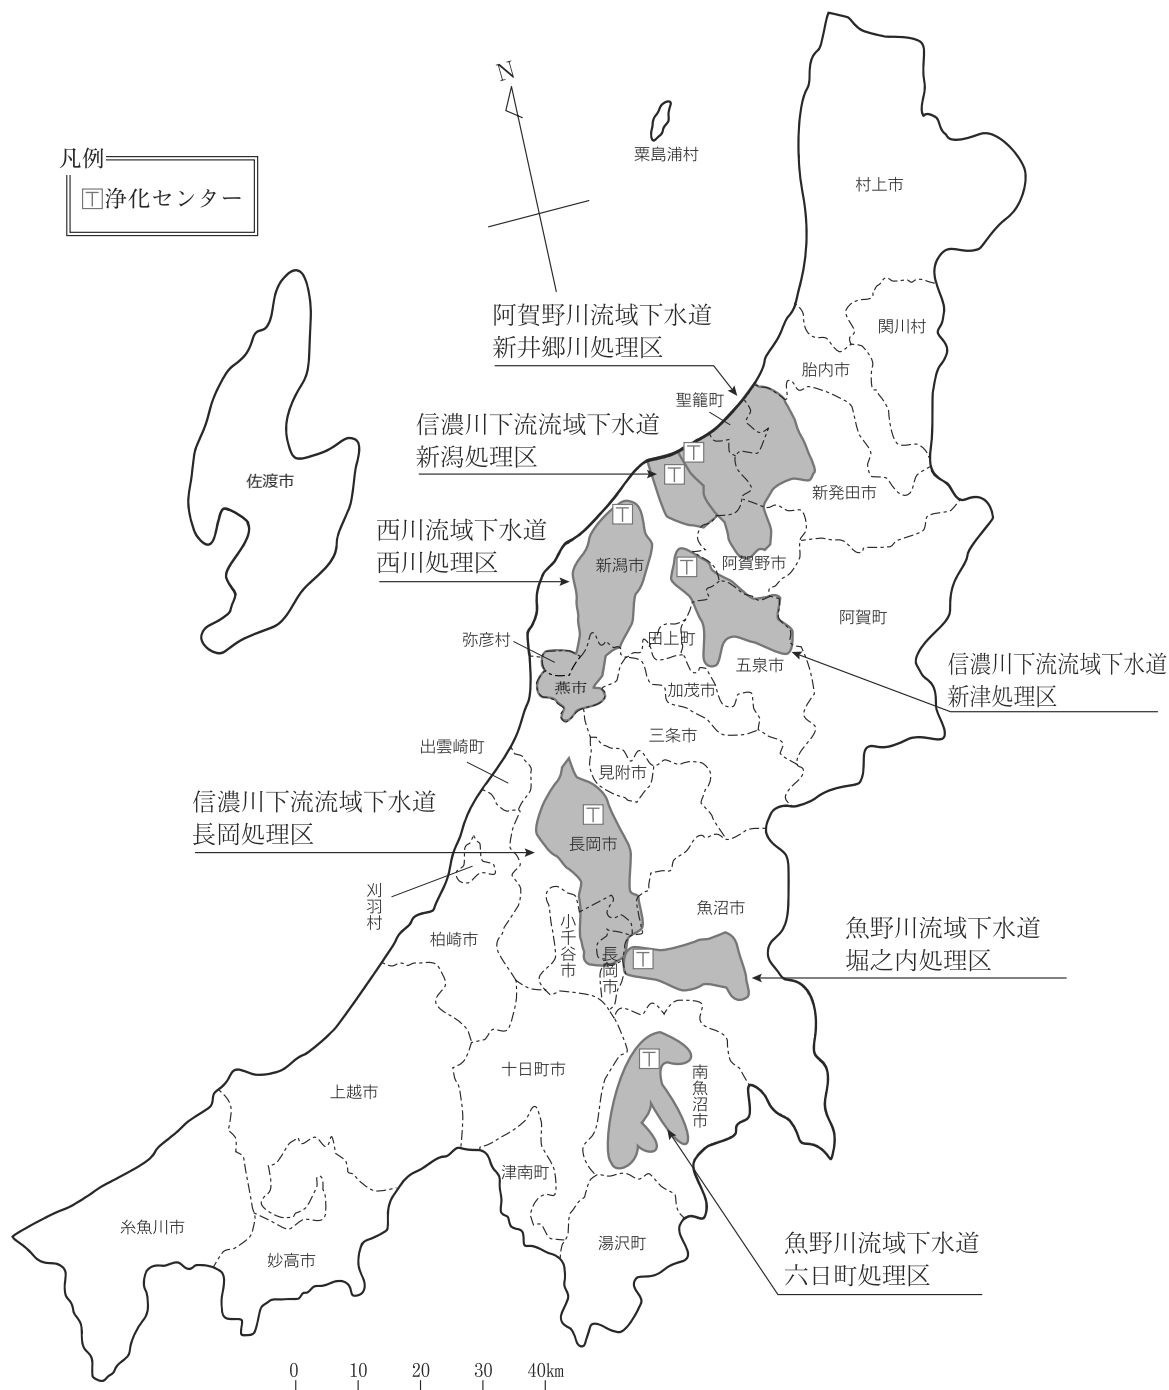 N
粟島浦村
凡例
T浄化センター
村上市
阿賀野川流域下水道
新井郷川処理区
関川村
胎内市
聖籠町
信濃川下流流域下水道
新潟処理区
T
T
佐渡市
新発田市
西川流域下水道
西川処理区
T
新潟市
阿賀野市
T
阿賀町
弥彦村
田上町
五泉市
信濃川下流流域下水道
新津処理区
燕市
加茂市
三条市
出雲崎町
見附市
信濃川下流流域下水道
長岡処理区
T
長岡市
刈羽村
魚沼市
柏崎市
小千谷市
長岡市
T
魚野川流域下水道
堀之内処理区
十日町市
T
南魚沼市
上越市
津南町
糸魚川市
妙高市
湯沢町
魚野川流域下水道
六日町処理区
0 10 20 30 40km